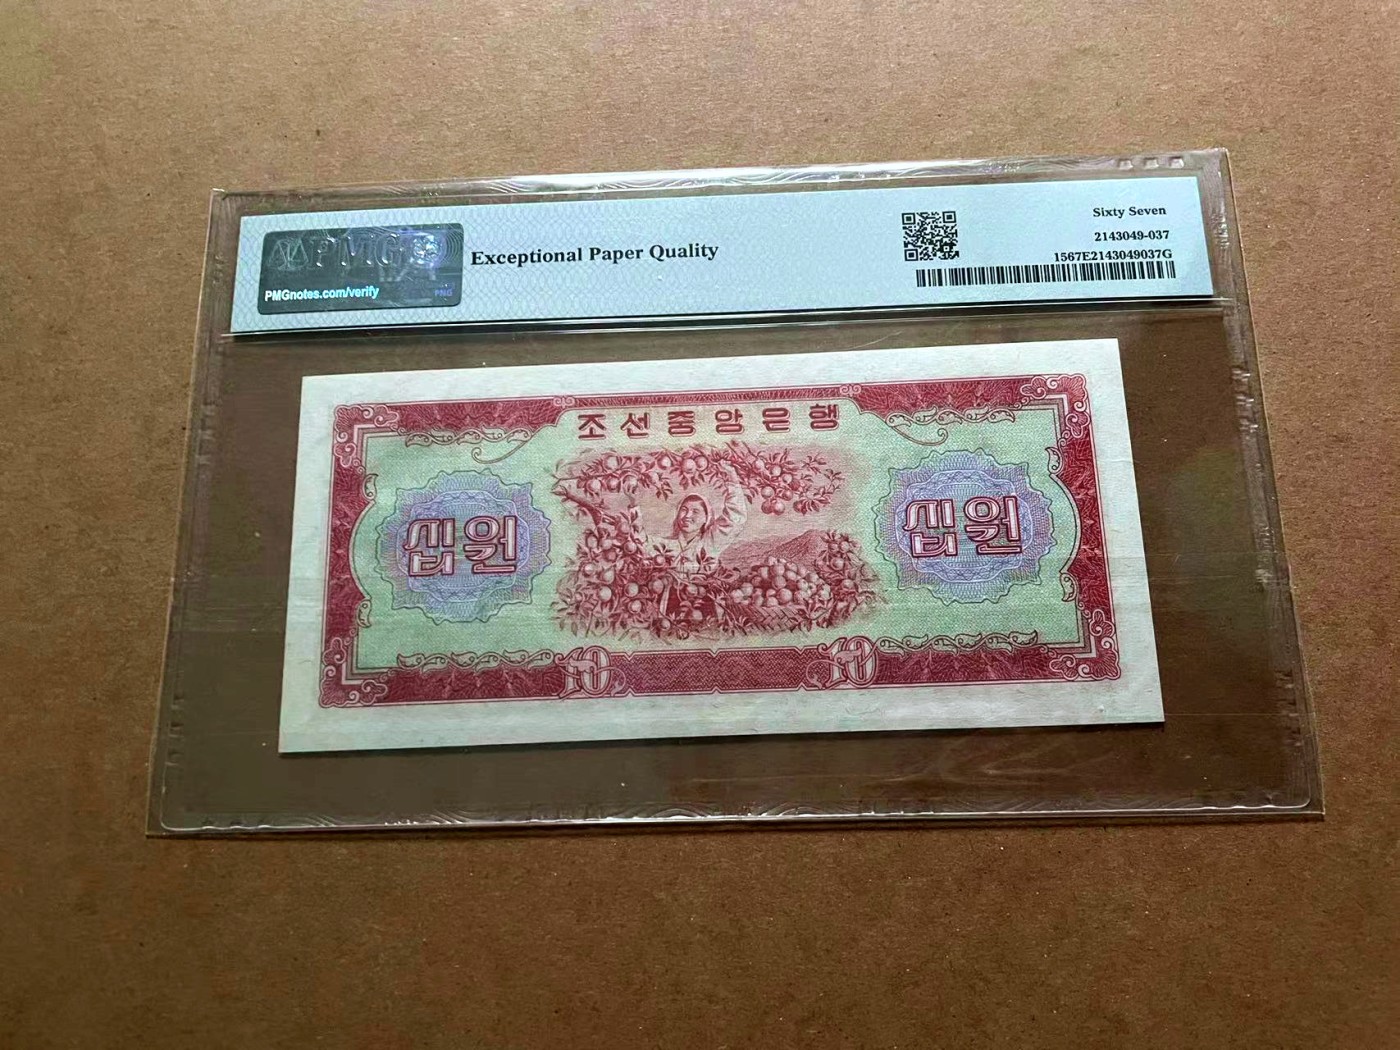 PMG
PMGnotes.com/verify
PNG
Exceptional Paper Quality
Sixty Seven
2143049-037
1567E2143049037G
조선중앙은행
십원
십원
10
10